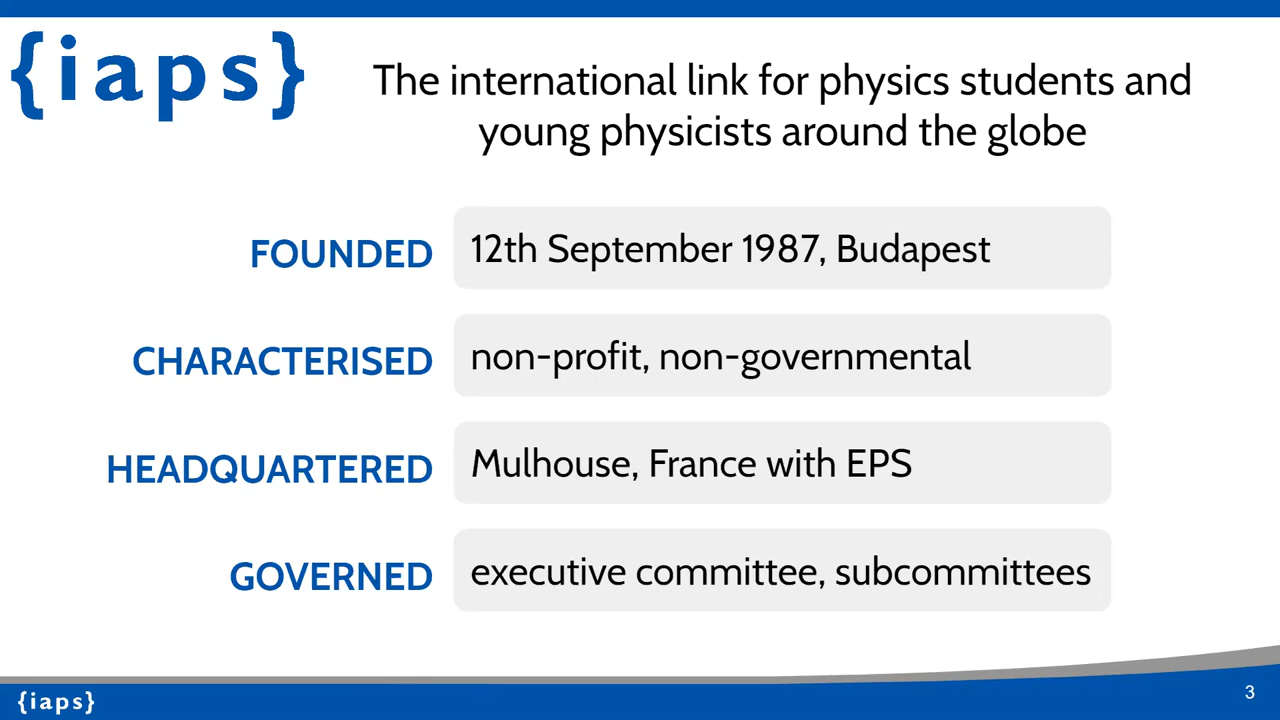 {iaps}
The international link for physics students and
young physicists around the globe
FOUNDED 12th September 1987, Budapest
CHARACTERISED non-profit, non-governmental
HEADQUARTERED Mulhouse, France with EPS
GOVERNED executive committee, subcommittees
{iaps} 3